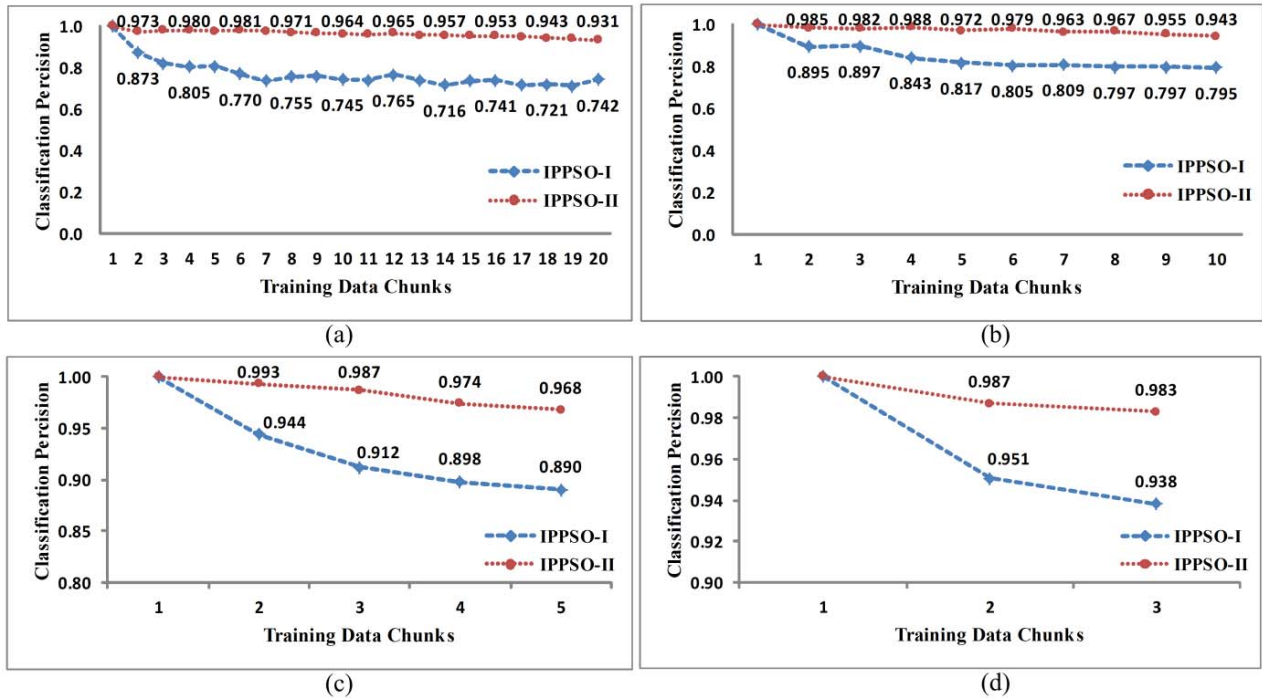 0.973 0.980 0.981 0.971 0.964 0.965 0.957 0.953 0.943 0.931
1.0
0.8
0.6
0.4
0.2
0.0
Classification Percision
0.873 0.805 0.770 0.755 0.745 0.765 0.716 0.741 0.721 0.742
IPPSO-I
IPPSO-II
1 2 3 4 5 6 7 8 9 10 11 12 13 14 15 16 17 18 19 20
Training Data Chunks
(a)
0.985 0.982 0.988 0.972 0.979 0.963 0.967 0.955 0.943
1.0
0.8
0.6
0.4
0.2
0.0
Classification Percision
0.895 0.897 0.843 0.817 0.805 0.809 0.797 0.797 0.795
IPPSO-I
IPPSO-II
1 2 3 4 5 6 7 8 9 10
Training Data Chunks
(b)
1.00
0.95
0.90
0.85
0.80
Classification Percision
0.993 0.987 0.974 0.968
0.944 0.912 0.898 0.890
IPPSO-I
IPPSO-II
1 2 3 4 5
Training Data Chunks
(c)
1.00
0.98
0.96
0.94
0.92
0.90
Classification Percision
0.987 0.983
0.951 0.938
IPPSO-I
IPPSO-II
1 2 3
Training Data Chunks
(d)